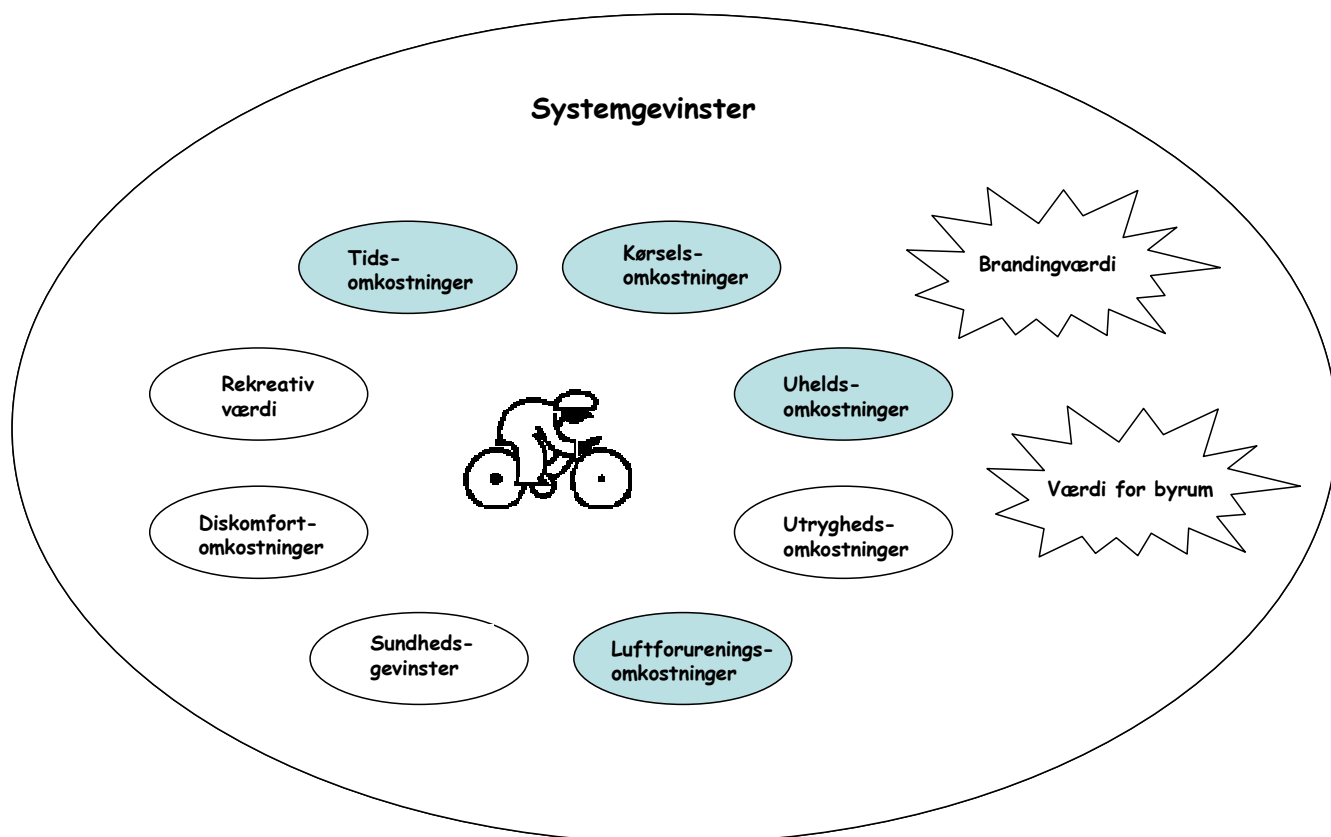 Systemgevinster
Tids-
omkostninger
Kørsels-
omkostninger
Brandingværdi
Rekreativ
værdi
Uhelds-
omkostninger
Værdi for byrum
Diskomfort-
omkostninger
Utrygheds-
omkostninger
Sundheds-
gevinster
Luftforurenings-
omkostninger